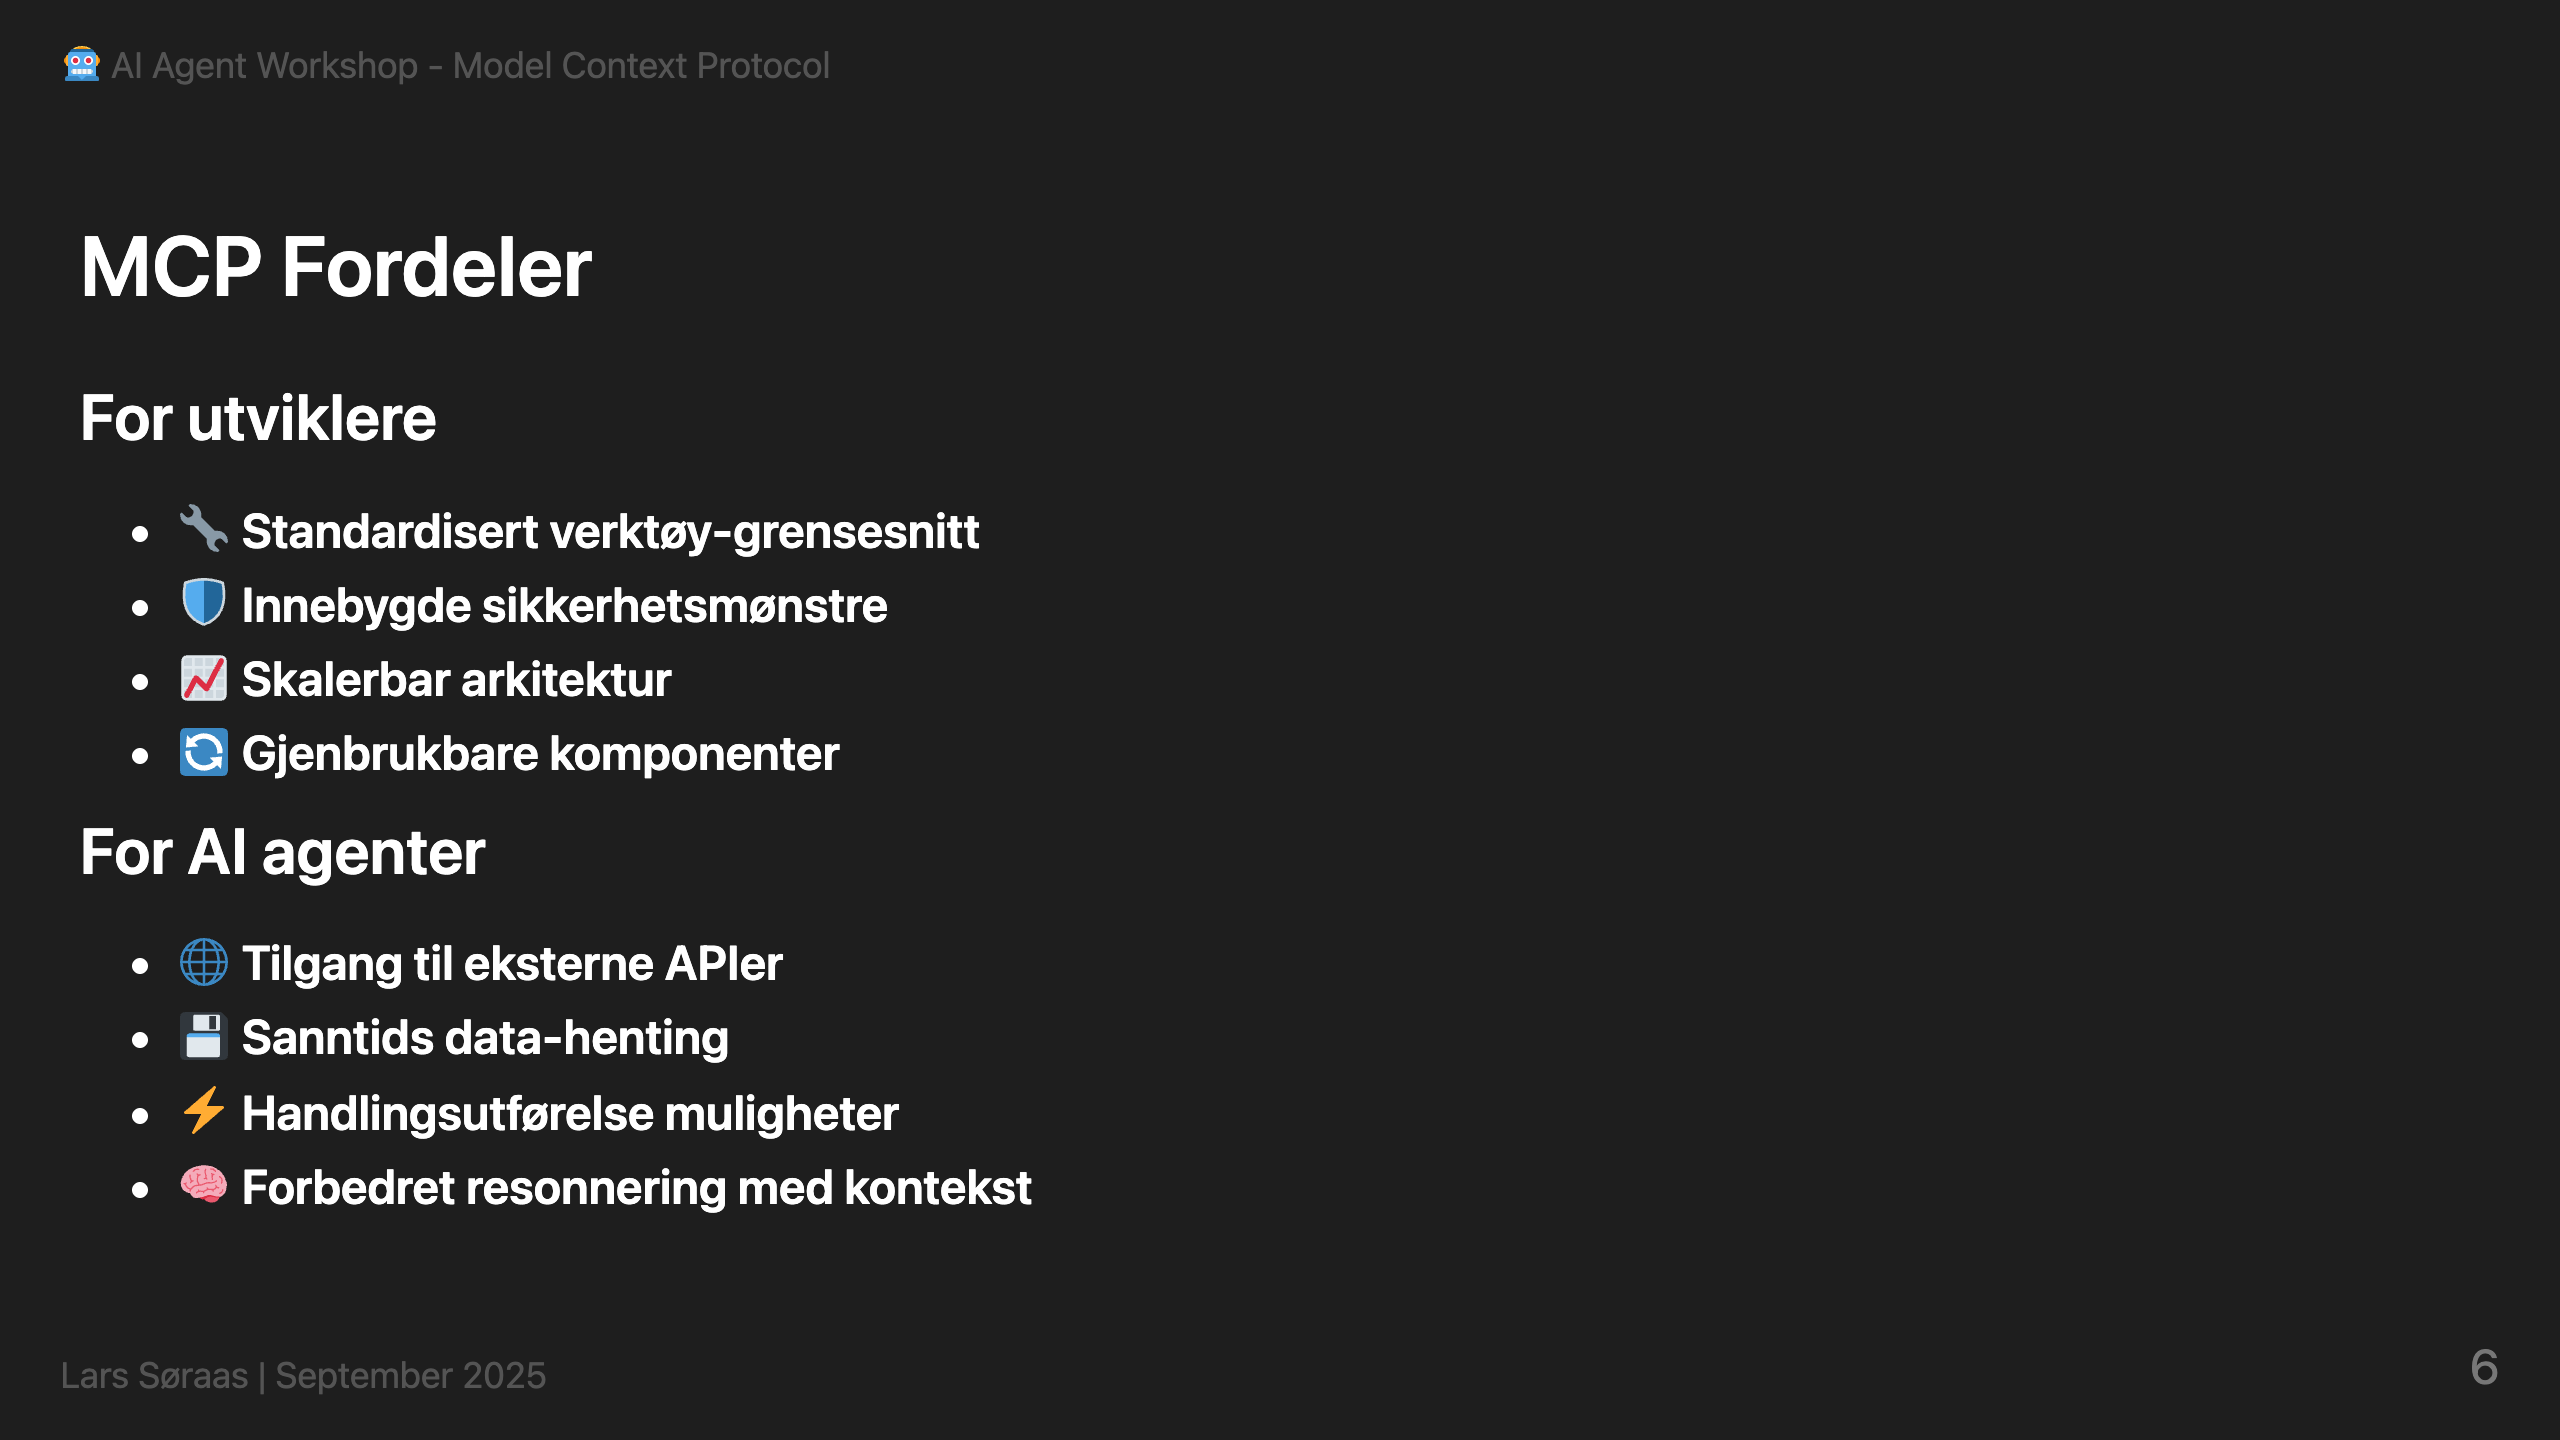 🤖 AI Agent Workshop - Model Context Protocol
MCP Fordeler
For utviklere
• 🔧 Standardisert verktøy-grensesnitt
• 🛡️ Innebygde sikkerhetsmønstre
• 📈 Skalerbar arkitektur
• 🔄 Gjenbrukbare komponenter
For AI agenter
• 🌐 Tilgang til eksterne APIer
• 💾 Sanntids data-henting
• ⚡ Handlingsutførelse muligheter
• 🧠 Forbedret resonnering med kontekst
Lars Søraas | September 2025
6